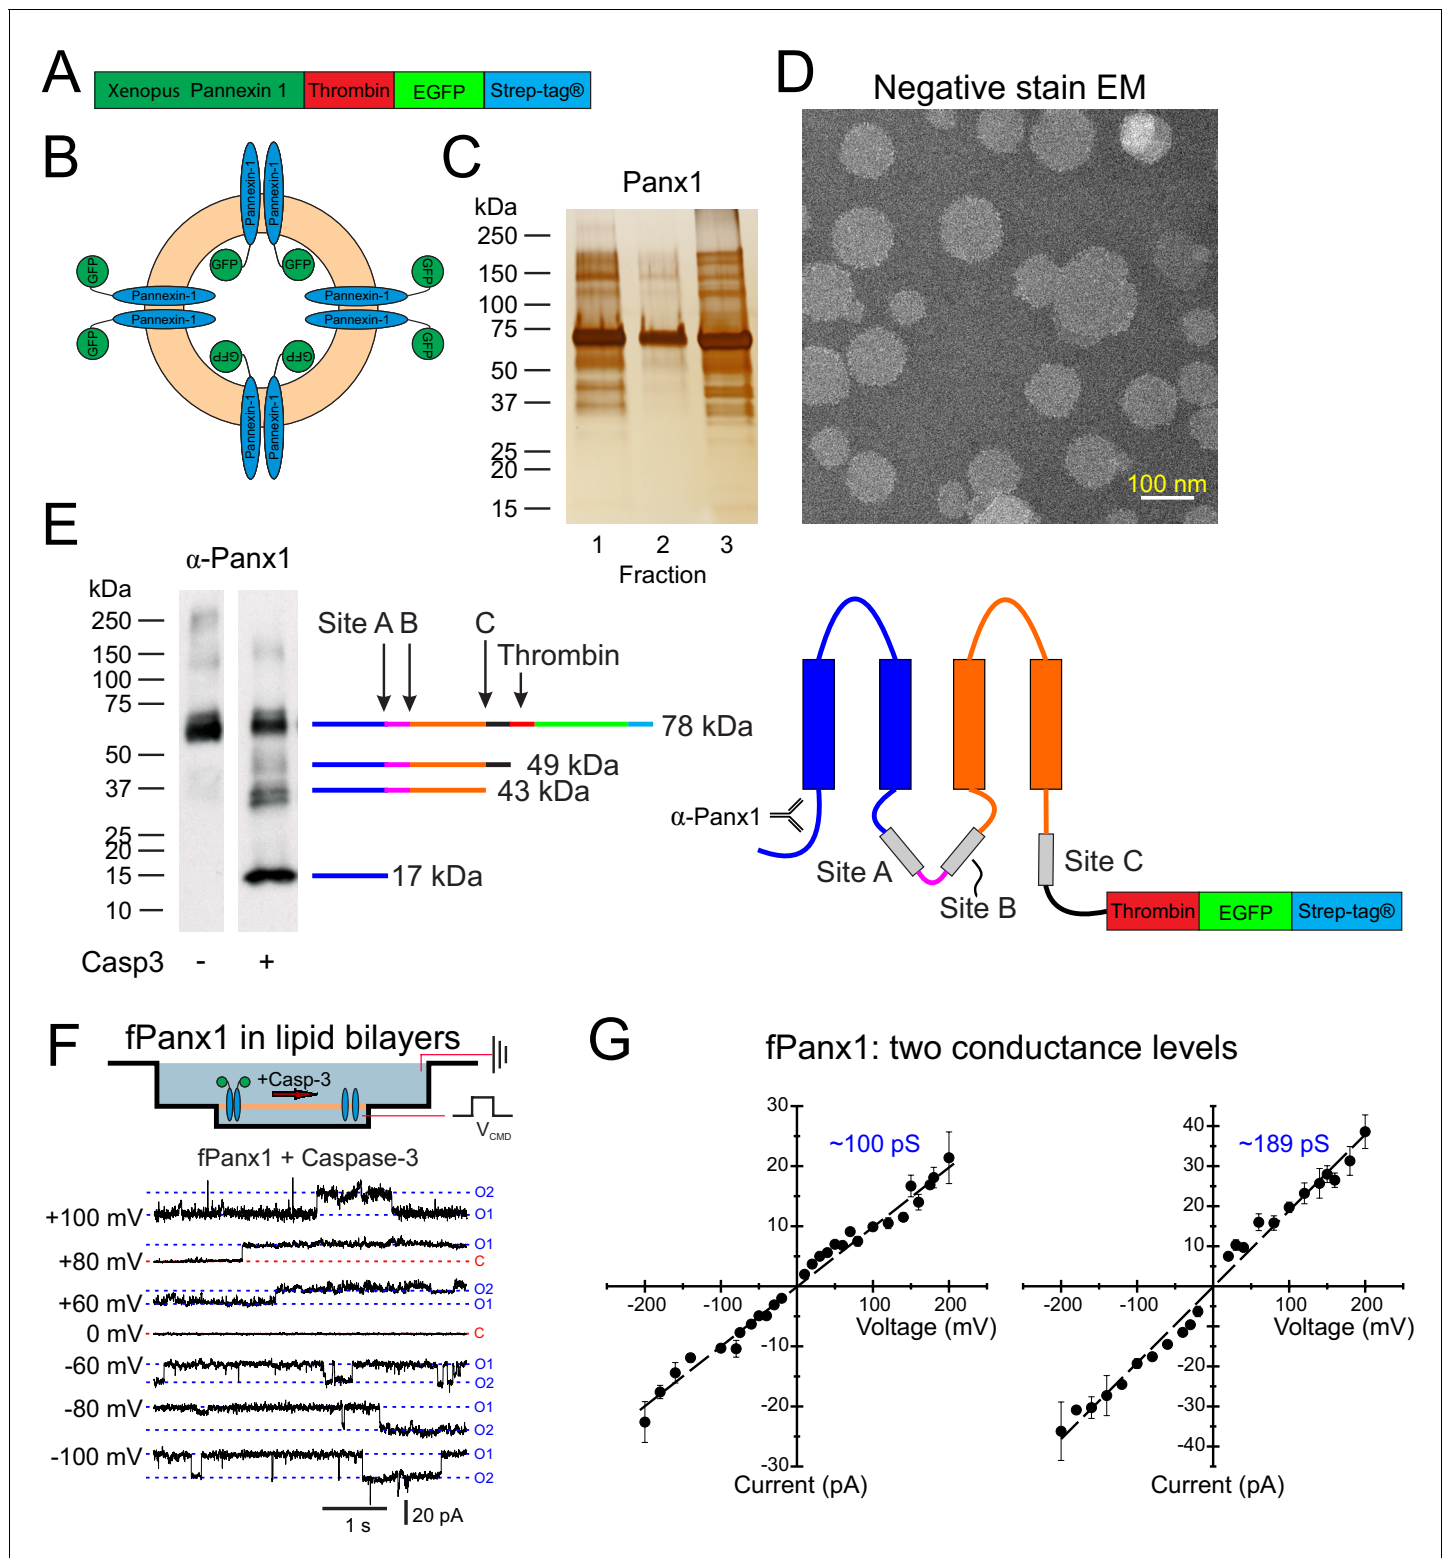 A
Xenopus Pannexin 1 Thrombin EGFP Strep-tag®
B
Pannexin-1 Pannexin-1
GFP GFP
GFP GFP
Pannexin-1 Pannexin-1
Pannexin-1 Pannexin-1
GFP GFP
GFP GFP
Pannexin-1 Pannexin-1
C
Panx1
kDa
250
150
100
75
50
37
25
20
15
1 2 3
Fraction
D
Negative stain EM
100 nm
E
α-Panx1
kDa
250
150
100
75
50
37
25
20
15
10
Casp3 - +
Site A B C
Thrombin
78 kDa
49 kDa
43 kDa
17 kDa
α-Panx1
Site A
Site B
Site C
Thrombin EGFP Strep-tag®
F
fPanx1 in lipid bilayers
+Casp-3
VCMD
fPanx1 + Caspase-3
O2
+100 mV O1
O1
+80 mV C
O2
+60 mV O1
0 mV C
-60 mV O1
O2
-80 mV O1
O2
-100 mV O1
O2
1 s 20 pA
G
fPanx1: two conductance levels
~100 pS
30
20
10
-10
-20
-30
-200 -100 100 200
Voltage (mV)
Current (pA)
~189 pS
40
30
20
10
-20
-30
-40
-200 -100 100 200
Voltage (mV)
Current (pA)